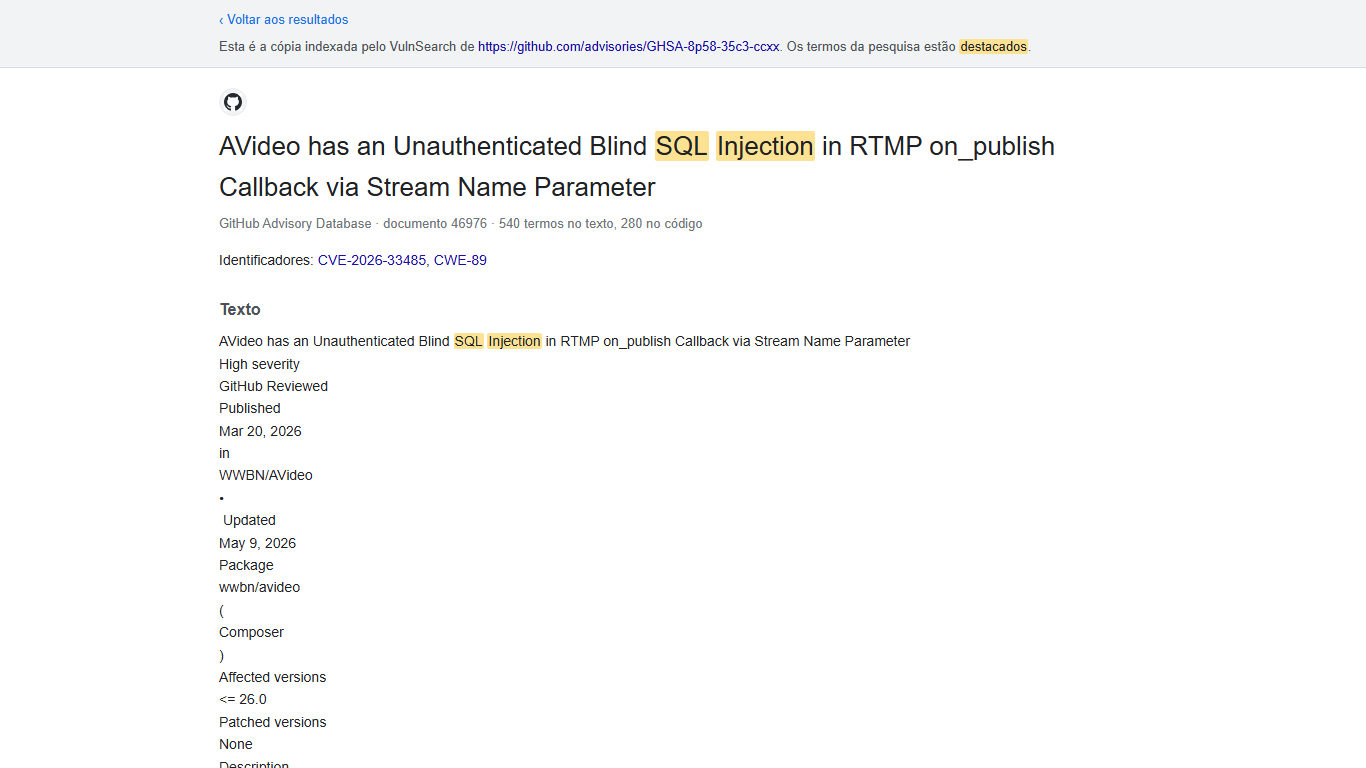 ‹ Voltar aos resultados
Esta é a cópia indexada pelo VulnSearch de https://github.com/advisories/GHSA-8p58-35c3-ccxx. Os termos da pesquisa estão destacados.
AVideo has an Unauthenticated Blind SQL Injection in RTMP on_publish
Callback via Stream Name Parameter
GitHub Advisory Database · documento 46976 · 540 termos no texto, 280 no código
Identificadores: CVE-2026-33485, CWE-89
Texto
AVideo has an Unauthenticated Blind SQL Injection in RTMP on_publish Callback via Stream Name Parameter
High severity
GitHub Reviewed
Published
Mar 20, 2026
in
WWBN/AVideo
•
Updated
May 9, 2026
Package
wwbn/avideo
(
Composer
)
Affected versions
<= 26.0
Patched versions
None
Description